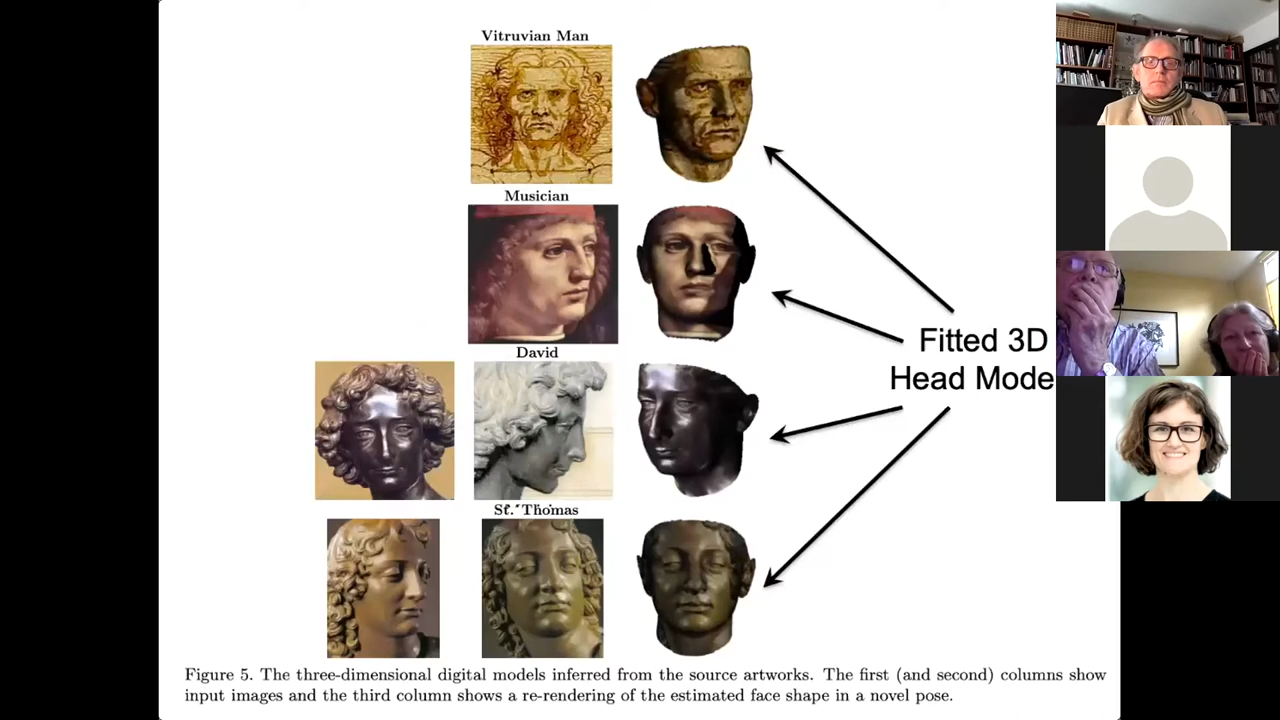 Vitruvian Man
Musician
David
St. Thomas
Fitted 3D
Head Mode
Figure 5. The three-dimensional digital models inferred from the source artworks. The first (and second) columns show
input images and the third column shows a re-rendering of the estimated face shape in a novel pose.